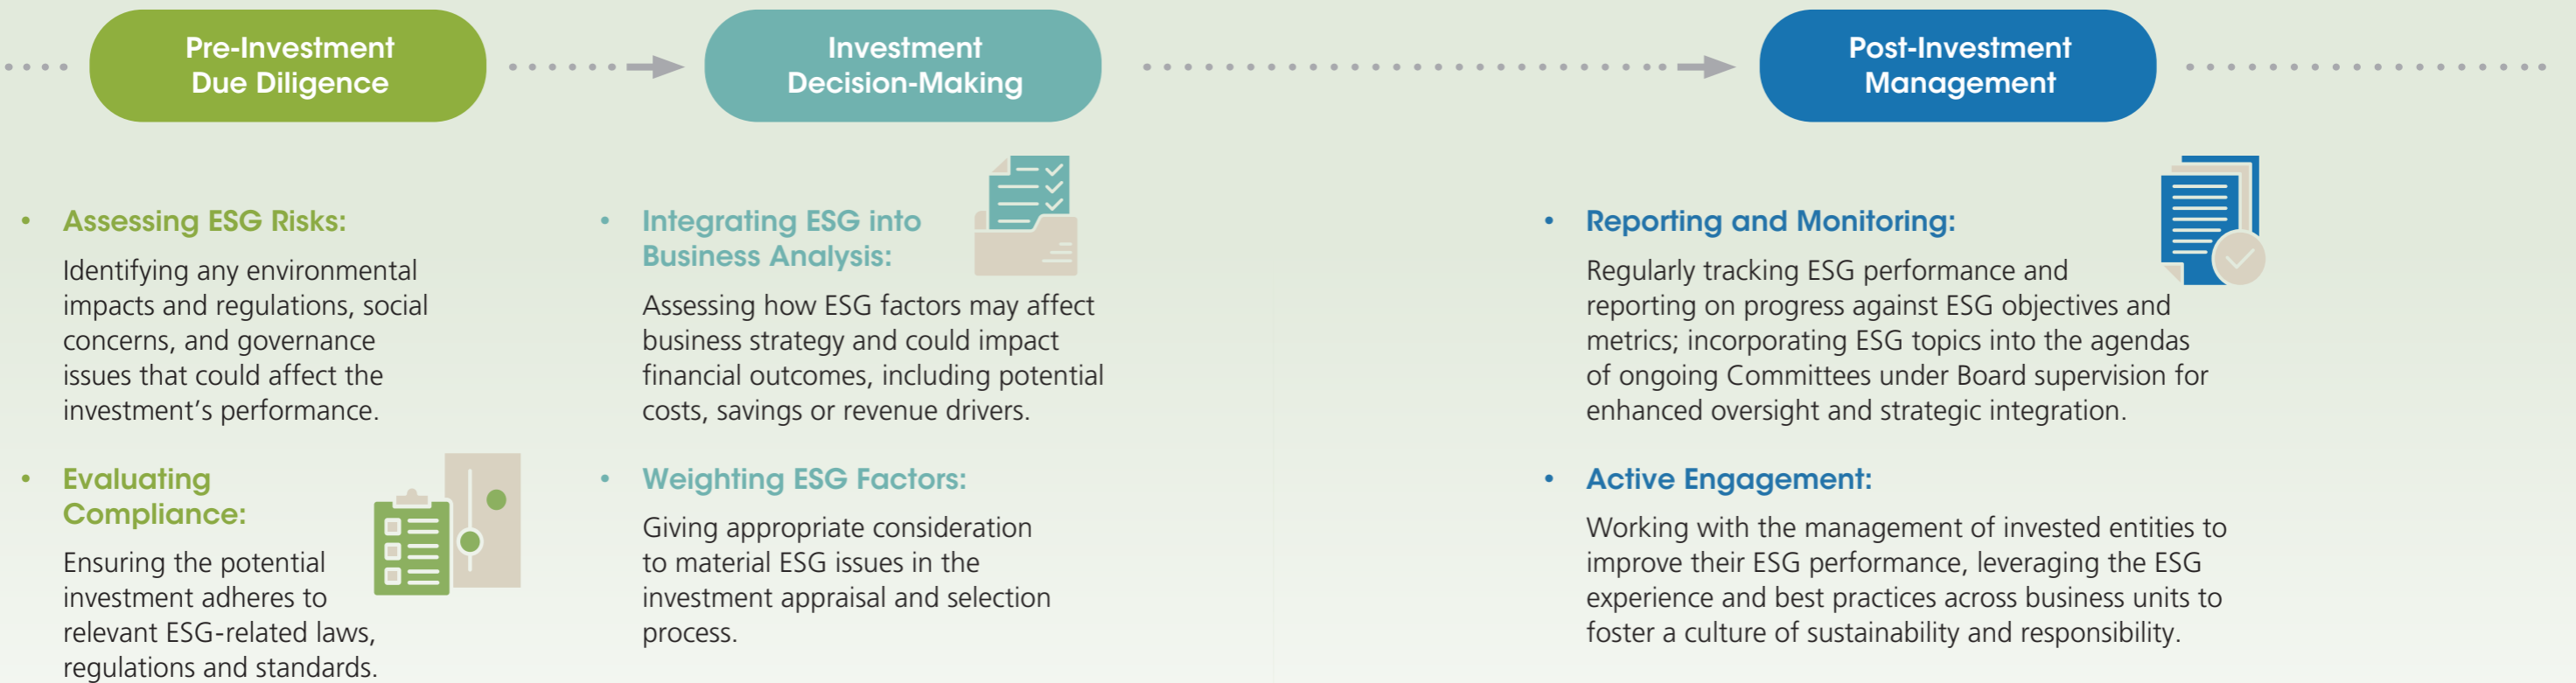 Pre-Investment
Due Diligence
• Assessing ESG Risks:
Identifying any environmental
impacts and regulations, social
concerns, and governance
issues that could affect the
investment's performance.
• Evaluating
Compliance:
Ensuring the potential
investment adheres to
relevant ESG-related laws,
regulations and standards.
Investment
Decision-Making
• Integrating ESG into
Business Analysis:
Assessing how ESG factors may affect
business strategy and could impact
financial outcomes, including potential
costs, savings or revenue drivers.
• Weighting ESG Factors:
Giving appropriate consideration
to material ESG issues in the
investment appraisal and selection
process.
Post-Investment
Management
• Reporting and Monitoring:
Regularly tracking ESG performance and
reporting on progress against ESG objectives and
metrics; incorporating ESG topics into the agendas
of ongoing Committees under Board supervision for
enhanced oversight and strategic integration.
• Active Engagement:
Working with the management of invested entities to
improve their ESG performance, leveraging the ESG
experience and best practices across business units to
foster a culture of sustainability and responsibility.